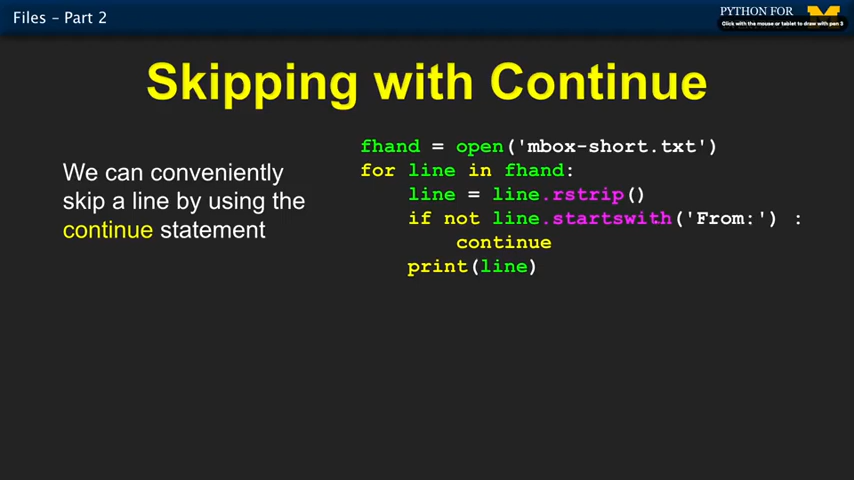 Files – Part 2
PYTHON FOR
Click with the mouse or tablet to draw with pen 3
Skipping with Continue
We can conveniently
skip a line by using the
continue statement
fhand = open('mbox-short.txt')
for line in fhand:
    line = line.rstrip()
    if not line.startswith('From:') :
        continue
    print(line)